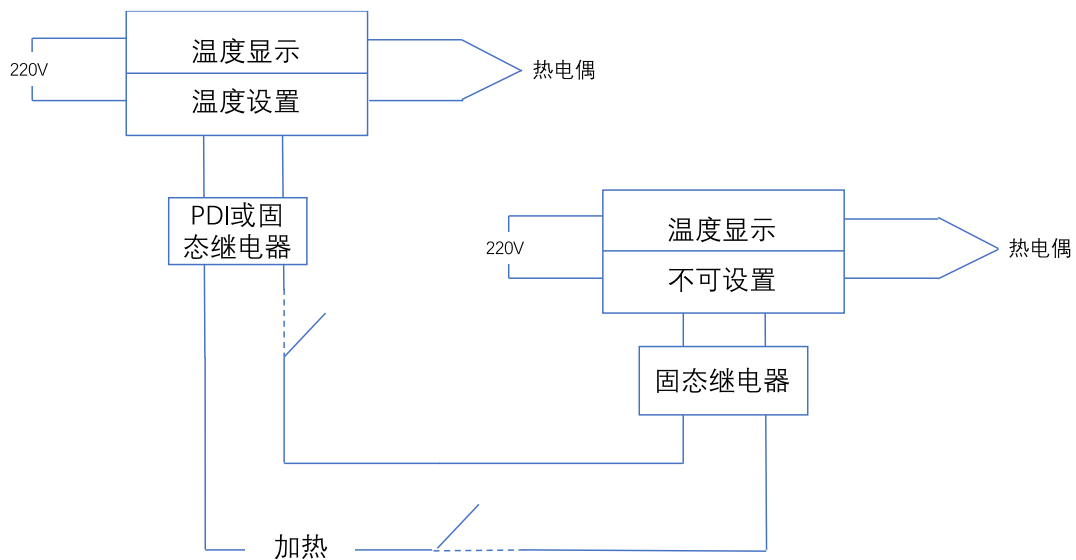 温度显示
220V
热电偶
温度设置
PDI或固
态继电器
温度显示
220V
热电偶
不可设置
固态继电器
加热